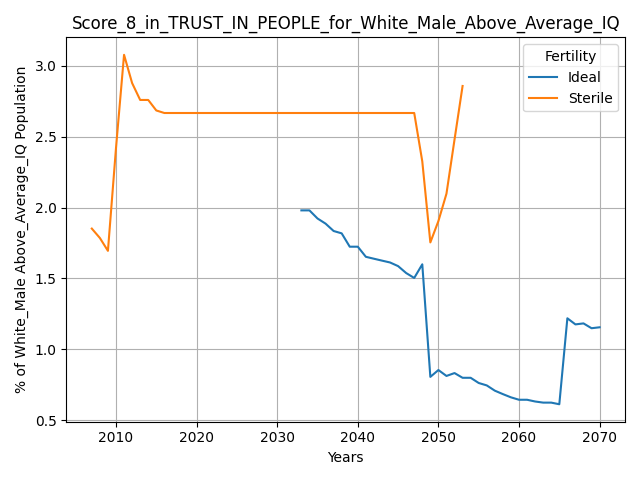 Score_8_in_TRUST_IN_PEOPLE_for_White_Male_Above_Average_IQ
Fertility
Ideal
Sterile
% of White_Male Above_Average_IQ Population
3.0
2.5
2.0
1.5
1.0
0.5
2010 2020 2030 2040 2050 2060 2070
Years